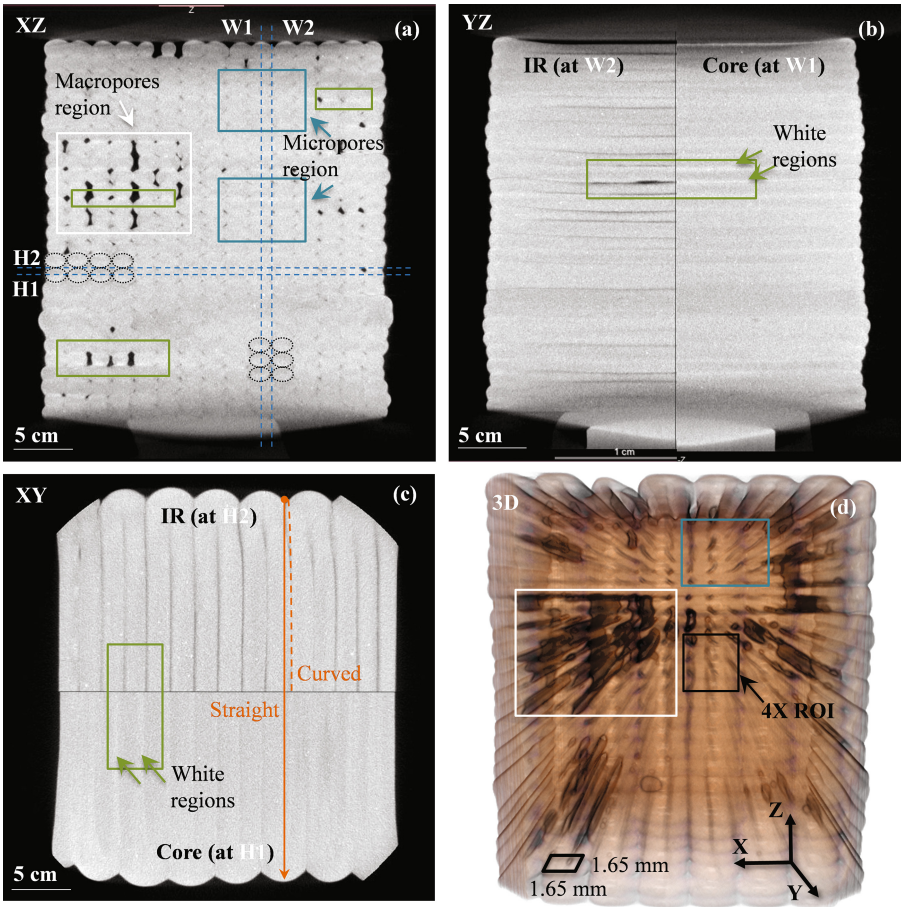 z
XZ
W1
W2
(a)
Macropores
region
Micropores
region
H2
H1
5 cm
YZ
(b)
IR (at W2)
Core (at W1)
White
regions
5 cm
1 cm
z
XY
(c)
IR (at H2)
Curved
Straight
White
regions
Core (at H1)
5 cm
3D
(d)
4X ROI
Z
X
Y
1.65 mm
1.65 mm